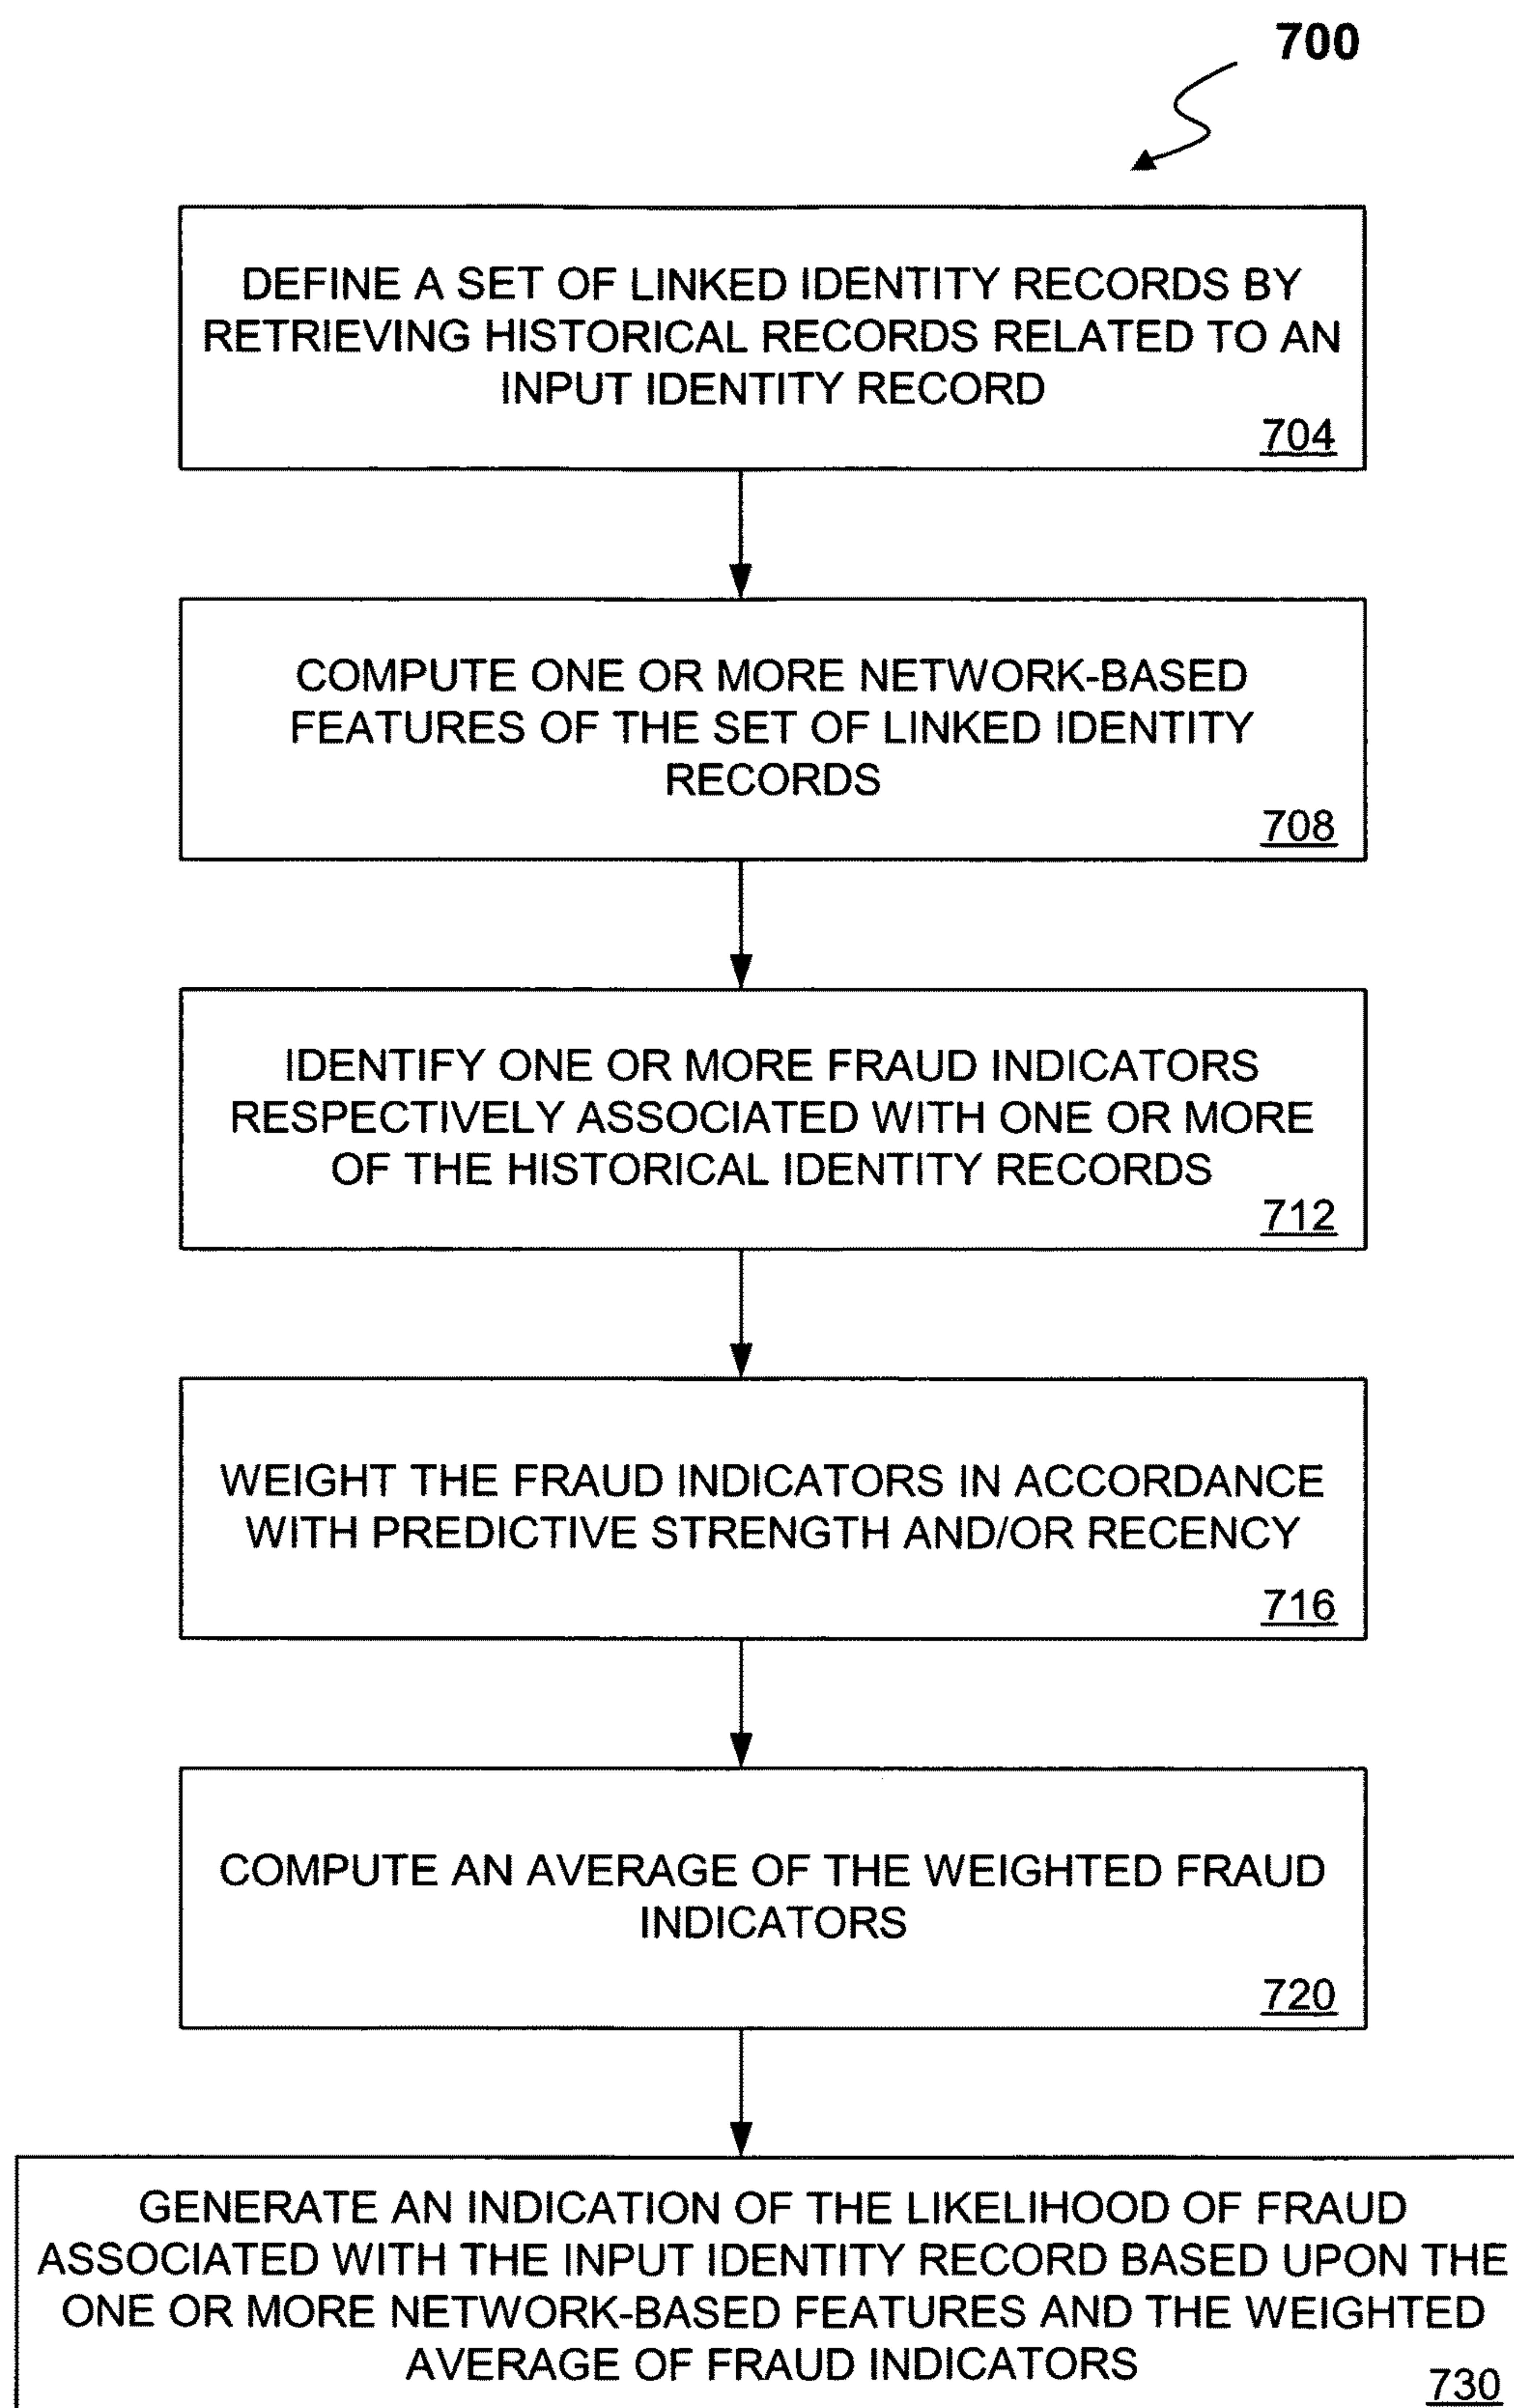 700
DEFINE A SET OF LINKED IDENTITY RECORDS BY
RETRIEVING HISTORICAL RECORDS RELATED TO AN
INPUT IDENTITY RECORD
704
COMPUTE ONE OR MORE NETWORK-BASED
FEATURES OF THE SET OF LINKED IDENTITY
RECORDS
708
IDENTIFY ONE OR MORE FRAUD INDICATORS
RESPECTIVELY ASSOCIATED WITH ONE OR MORE
OF THE HISTORICAL IDENTITY RECORDS
712
WEIGHT THE FRAUD INDICATORS IN ACCORDANCE
WITH PREDICTIVE STRENGTH AND/OR RECENCY
716
COMPUTE AN AVERAGE OF THE WEIGHTED FRAUD
INDICATORS
720
GENERATE AN INDICATION OF THE LIKELIHOOD OF FRAUD
ASSOCIATED WITH THE INPUT IDENTITY RECORD BASED UPON THE
ONE OR MORE NETWORK-BASED FEATURES AND THE WEIGHTED
AVERAGE OF FRAUD INDICATORS
730